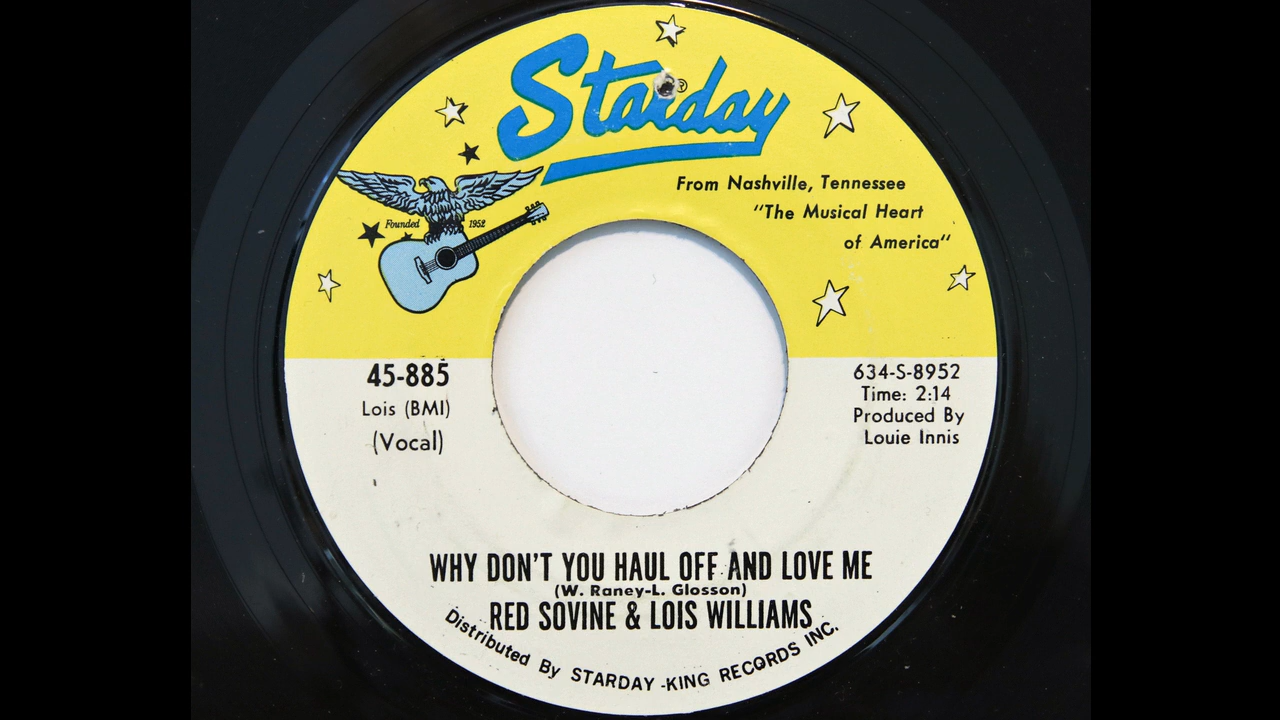 Starday®
From Nashville, Tennessee
"The Musical Heart
of America"
Founded 1952
45-885
Lois (BMI)
(Vocal)
634-S-8952
Time: 2:14
Produced By
Louie Innis
WHY DON'T YOU HAUL OFF AND LOVE ME
(W. Raney-L. Glosson)
RED SOVINE & LOIS WILLIAMS
Distributed By STARDAY-KING RECORDS INC.